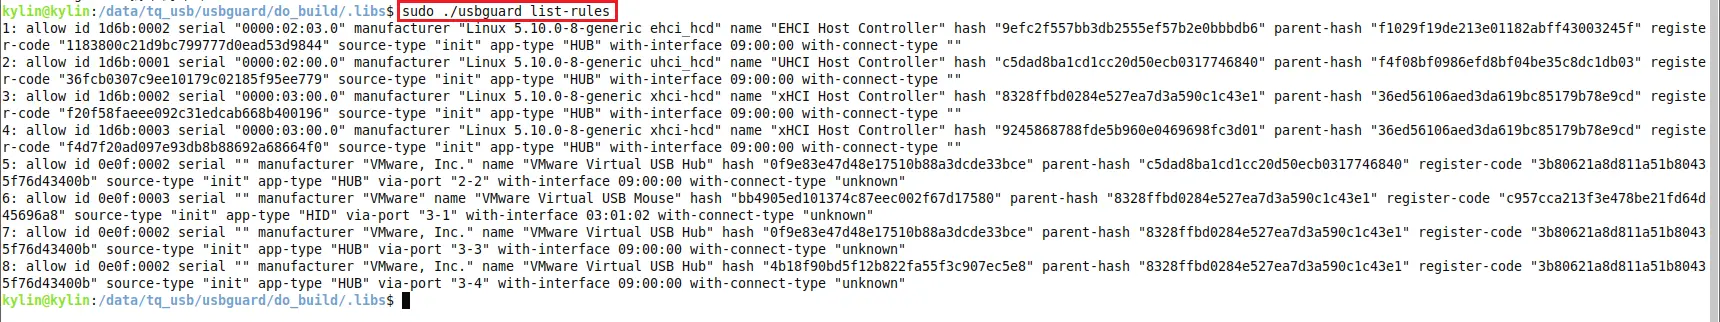 kylin@kylin:/data/tq_usb/usbguard/do_build/.libs$ sudo ./usbguard list-rules
1: allow id 1d6b:0002 serial "0000:02:03.0" manufacturer "Linux 5.10.0-8-generic ehci_hcd" name "EHCI Host Controller" hash "9efc2f557bb3db2555ef57b2e0bbbdb6" parent-hash "f1029f19de213e01182abff43003245f" registe
r-code "1183800c21d9bc799777d0ead53d9844" source-type "init" app-type "HUB" with-interface 09:00:00 with-connect-type ""
2: allow id 1d6b:0001 serial "0000:02:00.0" manufacturer "Linux 5.10.0-8-generic uhci_hcd" name "UHCI Host Controller" hash "c5dad8ba1cd1cc20d50ecb0317746840" parent-hash "f4f08bf0986efd8bf04be35c8dc1db03" registe
r-code "36fcb0307c9ee10179c02185f95ee779" source-type "init" app-type "HUB" with-interface 09:00:00 with-connect-type ""
3: allow id 1d6b:0002 serial "0000:03:00.0" manufacturer "Linux 5.10.0-8-generic xhci-hcd" name "xHCI Host Controller" hash "8328ffbd0284e527ea7d3a590c1c43e1" parent-hash "36ed56106aed3da619bc85179b78e9cd" registe
r-code "f20f58faeee092c31edcab668b400196" source-type "init" app-type "HUB" with-interface 09:00:00 with-connect-type ""
4: allow id 1d6b:0003 serial "0000:03:00.0" manufacturer "Linux 5.10.0-8-generic xhci-hcd" name "xHCI Host Controller" hash "9245868788fde5b960e0469698fc3d01" parent-hash "36ed56106aed3da619bc85179b78e9cd" registe
r-code "f4d7f20ad097e93db8b88692a68664f0" source-type "init" app-type "HUB" with-interface 09:00:00 with-connect-type ""
5: allow id 0e0f:0002 serial "" manufacturer "VMware, Inc." name "VMware Virtual USB Hub" hash "0f9e83e47d48e17510b88a3dcde33bce" parent-hash "c5dad8ba1cd1cc20d50ecb0317746840" register-code "3b80621a8d811a51b8043
5f76d43400b" source-type "init" app-type "HUB" via-port "2-2" with-interface 09:00:00 with-connect-type "unknown"
6: allow id 0e0f:0003 serial "" manufacturer "VMware" name "VMware Virtual USB Mouse" hash "bb4905ed101374c87eec002f67d17580" parent-hash "8328ffbd0284e527ea7d3a590c1c43e1" register-code "c957cca213f3e478be21fd64d
45696a8" source-type "init" app-type "HID" via-port "3-1" with-interface 03:01:02 with-connect-type "unknown"
7: allow id 0e0f:0002 serial "" manufacturer "VMware, Inc." name "VMware Virtual USB Hub" hash "0f9e83e47d48e17510b88a3dcde33bce" parent-hash "8328ffbd0284e527ea7d3a590c1c43e1" register-code "3b80621a8d811a51b8043
5f76d43400b" source-type "init" app-type "HUB" via-port "3-3" with-interface 09:00:00 with-connect-type "unknown"
8: allow id 0e0f:0002 serial "" manufacturer "VMware, Inc." name "VMware Virtual USB Hub" hash "4b18f90bd5f12b822fa55f3c907ec5e8" parent-hash "8328ffbd0284e527ea7d3a590c1c43e1" register-code "3b80621a8d811a51b8043
5f76d43400b" source-type "init" app-type "HUB" via-port "3-4" with-interface 09:00:00 with-connect-type "unknown"
kylin@kylin:/data/tq_usb/usbguard/do_build/.libs$